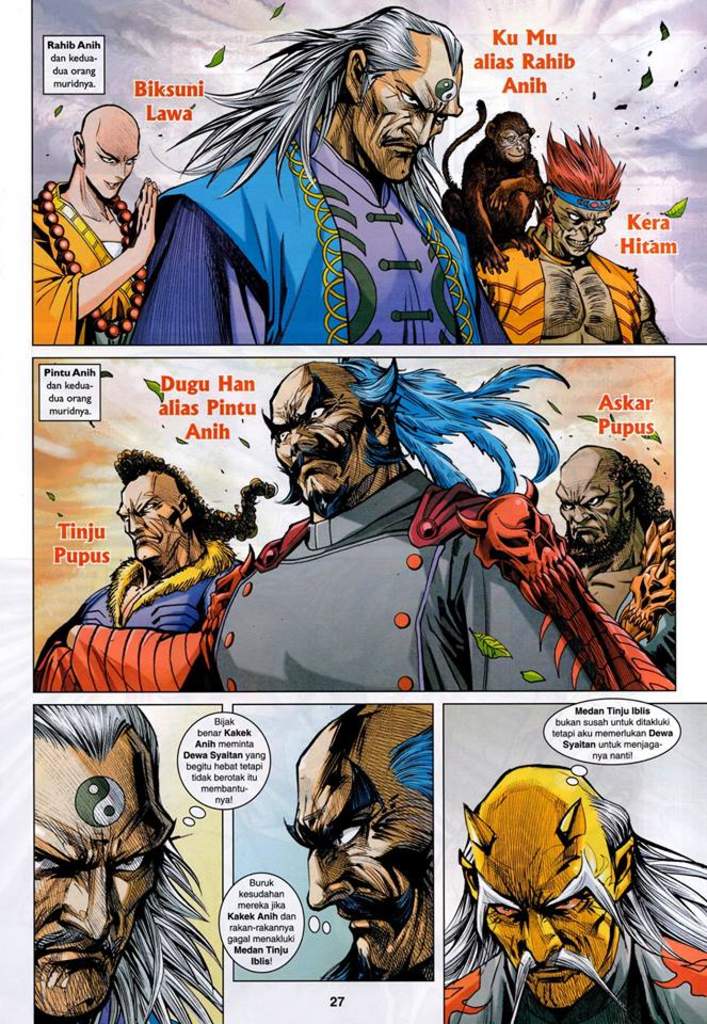 Rahib Anih
dan kedua-
dua orang
muridnya.
Biksuni
Lawa
Ku Mu
alias Rahib
Anih
Kera
Hitam
Pintu Anih
dan kedua-
dua orang
muridnya.
Dugu Han
alias Pintu
Anih
Askar
Pupus
Tinju
Pupus
Bijak
benar Kakek
Anih meminta
Dewa Syaitan yang
begitu hebat tetapi
tidak berotak itu
membantu-
nya!
Buruk
kesudahan
mereka jika
Kakek Anih dan
rakan-rakannya
gagal menakluki
Medan Tinju
Iblis!
Medan Tinju Iblis
bukan susah untuk ditakluki
tetapi aku memerlukan Dewa
Syaitan untuk menjaga-
nya nanti!
27